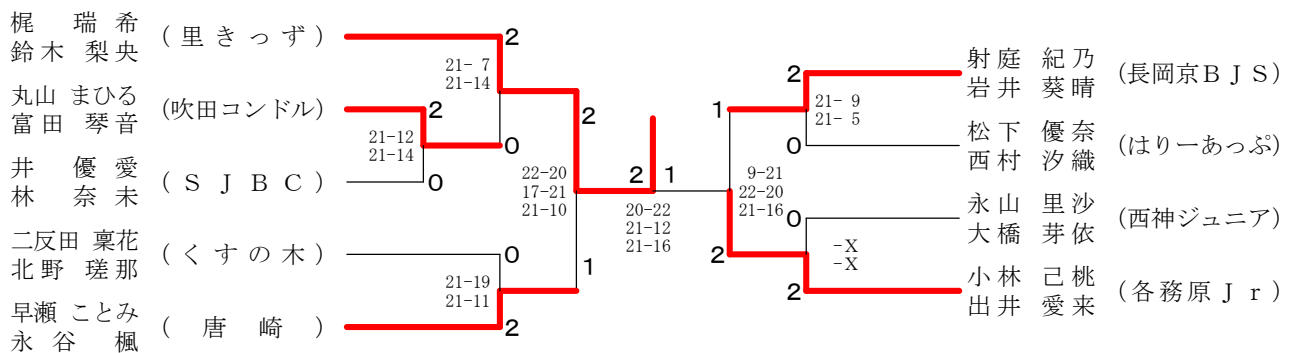 梶 瑞希
鈴木 梨央
(里きっず)
2
21- 7
21-14
丸山 まひる
富田 琴音
(吹田コンドル)
2
0
21-12
21-14
井 優愛
林 奈未
(ＳＪＢＣ)
0
2
22-20
17-21
21-10
二反田 稟花
北野 瑳那
(くすの木)
0
1
21-19
21-11
早瀬 ことみ
永谷 楓
(唐崎)
2
2 1
20-22
21-12
21-16
射庭 紀乃
岩井 葵晴
(長岡京ＢＪＳ)
2
1
21- 9
21- 5
松下 優奈
西村 汐織
(はりーあっぷ)
0
9-21
22-20
21-16
永山 里沙
大橋 芽依
(西神ジュニア)
0
2
-X
-X
小林 己桃
出井 愛来
(各務原Ｊｒ)
2